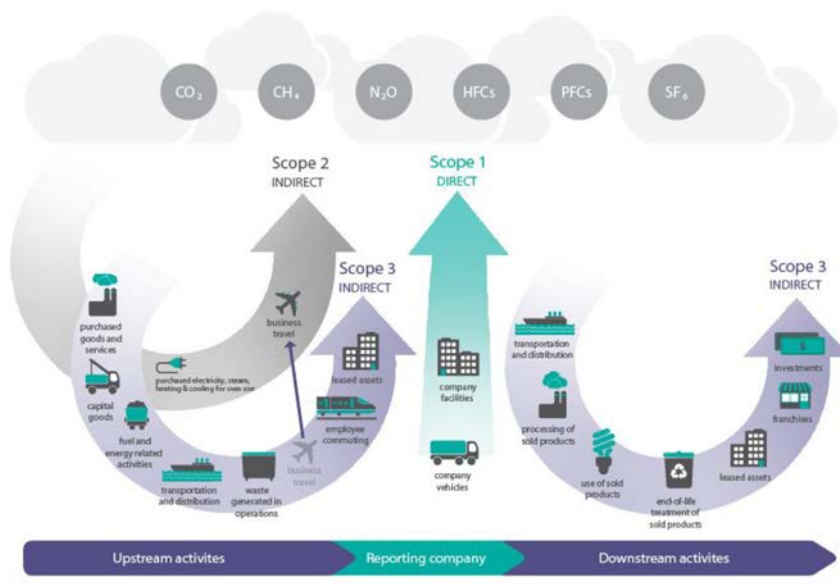 CO₂
CH₄
N₂O
HFCs
PFCs
SF₆
Scope 2
INDIRECT
Scope 1
DIRECT
Scope 3
INDIRECT
Scope 3
INDIRECT
purchased
goods and
services
capital
goods
fuel and
energy related
activities
purchased electricity, steam,
heating & cooling for own use
transportation
and distribution
waste
generated in
operations
business
travel
business
travel
employee
commuting
leased assets
company
facilities
company
vehicles
transportation
and distribution
processing of
sold products
use of sold
products
end-of-life
treatment of
sold products
leased assets
franchises
investments
Upstream activites
Reporting company
Downstream activites